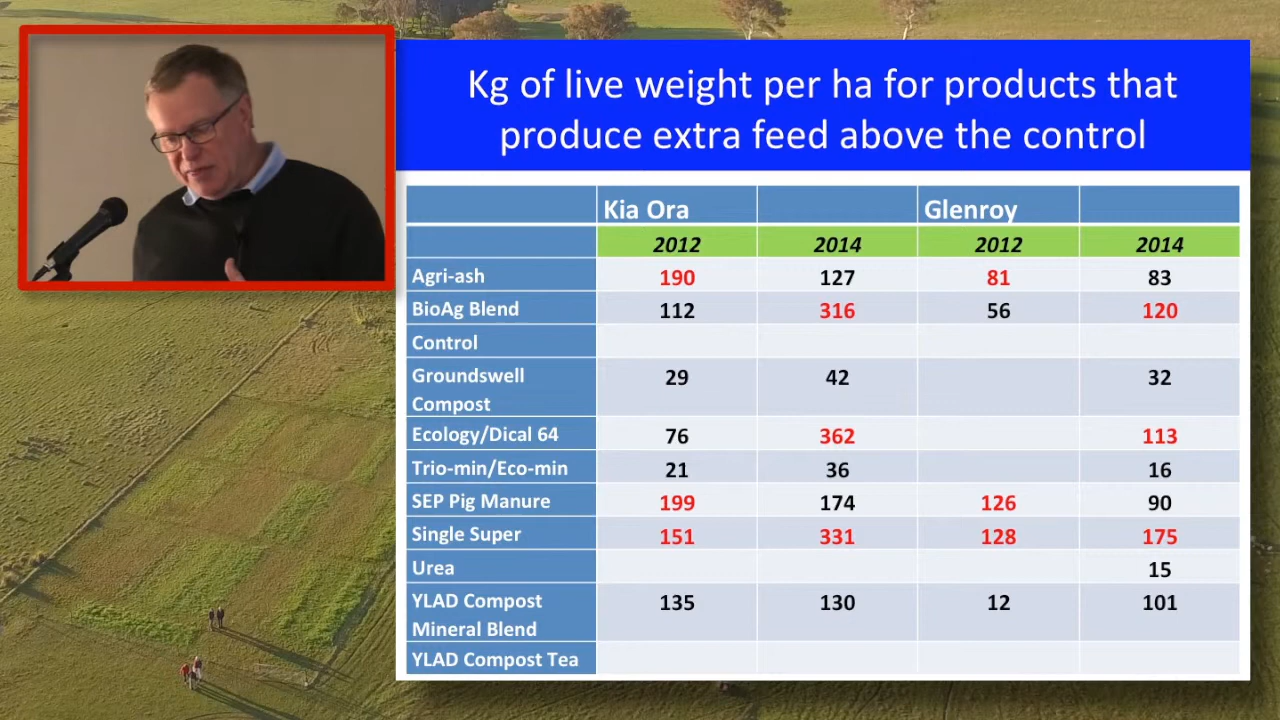 Kg of live weight per ha for products that
produce extra feed above the control
Kia Ora Glenroy
2012 2014 2012 2014
Agri-ash 190 127 81 83
BioAg Blend 112 316 56 120
Control
Groundswell
Compost 29 42 32
Ecology/Dical 64 76 362 113
Trio-min/Eco-min 21 36 16
SEP Pig Manure 199 174 126 90
Single Super 151 331 128 175
Urea 15
YLAD Compost
Mineral Blend 135 130 12 101
YLAD Compost Tea